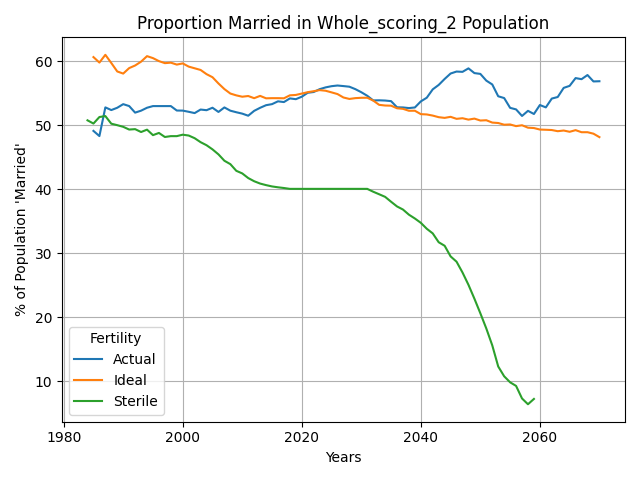 Proportion Married in Whole_scoring_2 Population
% of Population 'Married'
60
50
40
30
20
10
Fertility
Actual
Ideal
Sterile
1980
2000
2020
2040
2060
Years